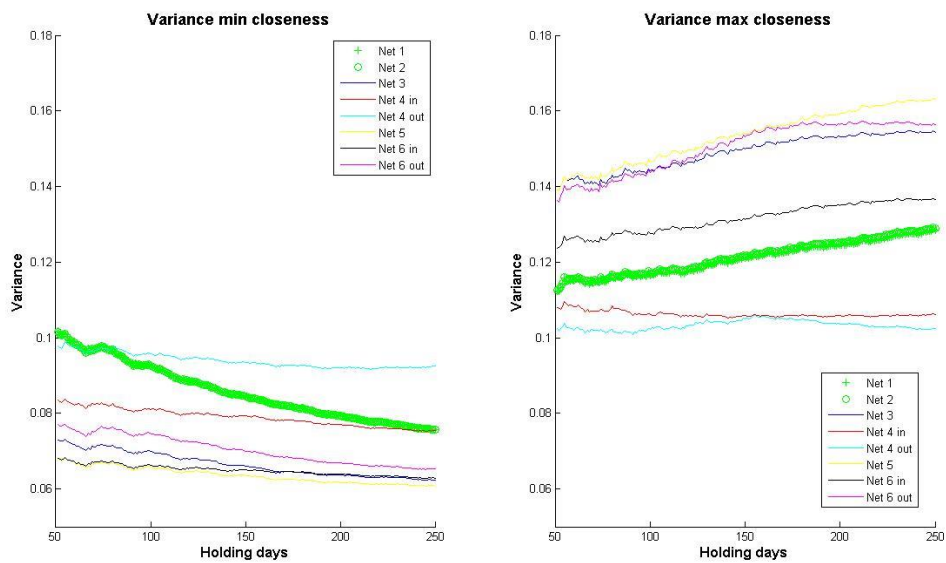 Variance min closeness
0.18
0.16
0.14
0.12
0.1
0.08
0.06
Variance
50
100
150
200
250
Holding days
Net 1
Net 2
Net 3
Net 4 in
Net 4 out
Net 5
Net 6 in
Net 6 out
Variance max closeness
0.18
0.16
0.14
0.12
0.1
0.08
0.06
Variance
50
100
150
200
250
Holding days
Net 1
Net 2
Net 3
Net 4 in
Net 4 out
Net 5
Net 6 in
Net 6 out